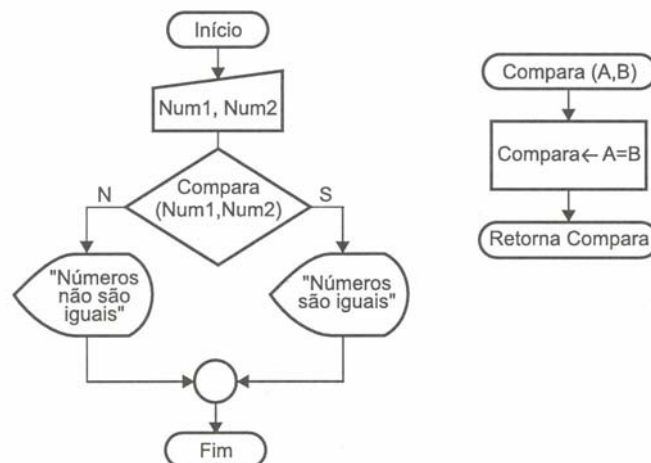 Início
Num1, Num2
Compara
(Num1,Num2)
N
S
"Números
não são
iguais"
"Números
são iguais"
Fim
Compara (A,B)
Compara← A=B
Retorna Compara